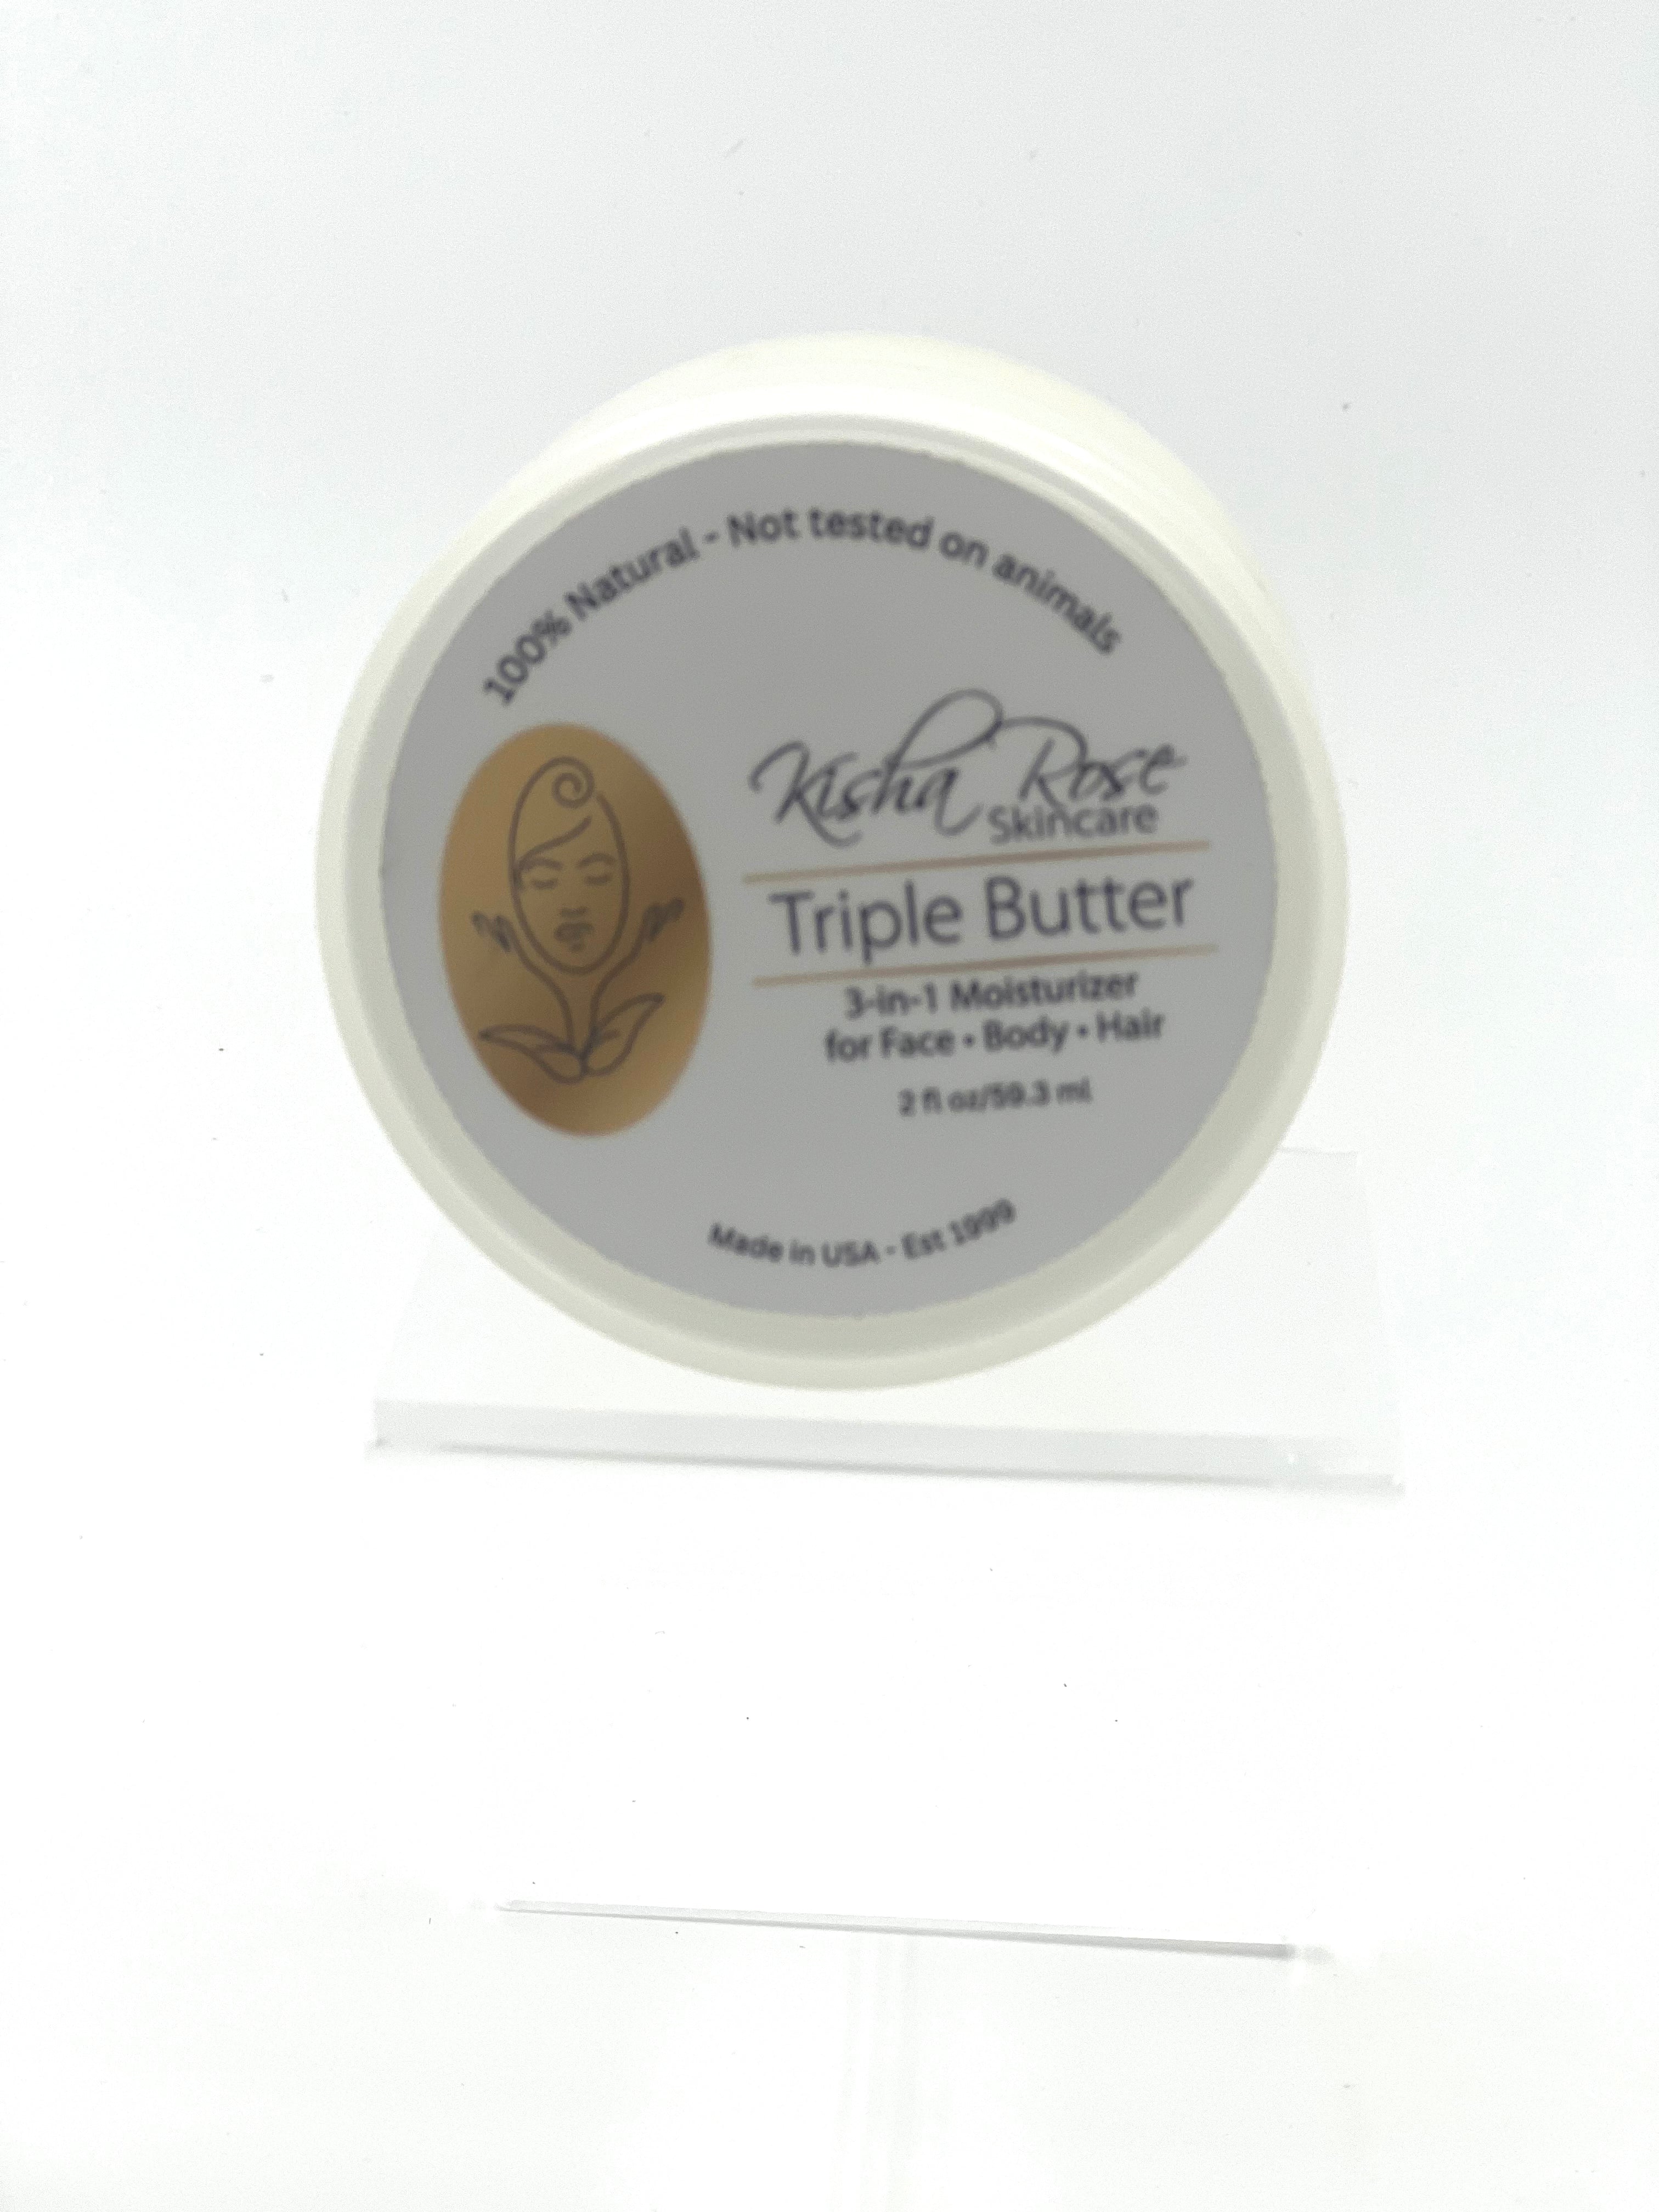 100% Natural - Not tested on animals
Kisha Rose
Skincare
Triple Butter
3-in-1 Moisturizer
for Face • Body • Hair
2 fl oz/59.3 ml
Made in USA - Est 1999